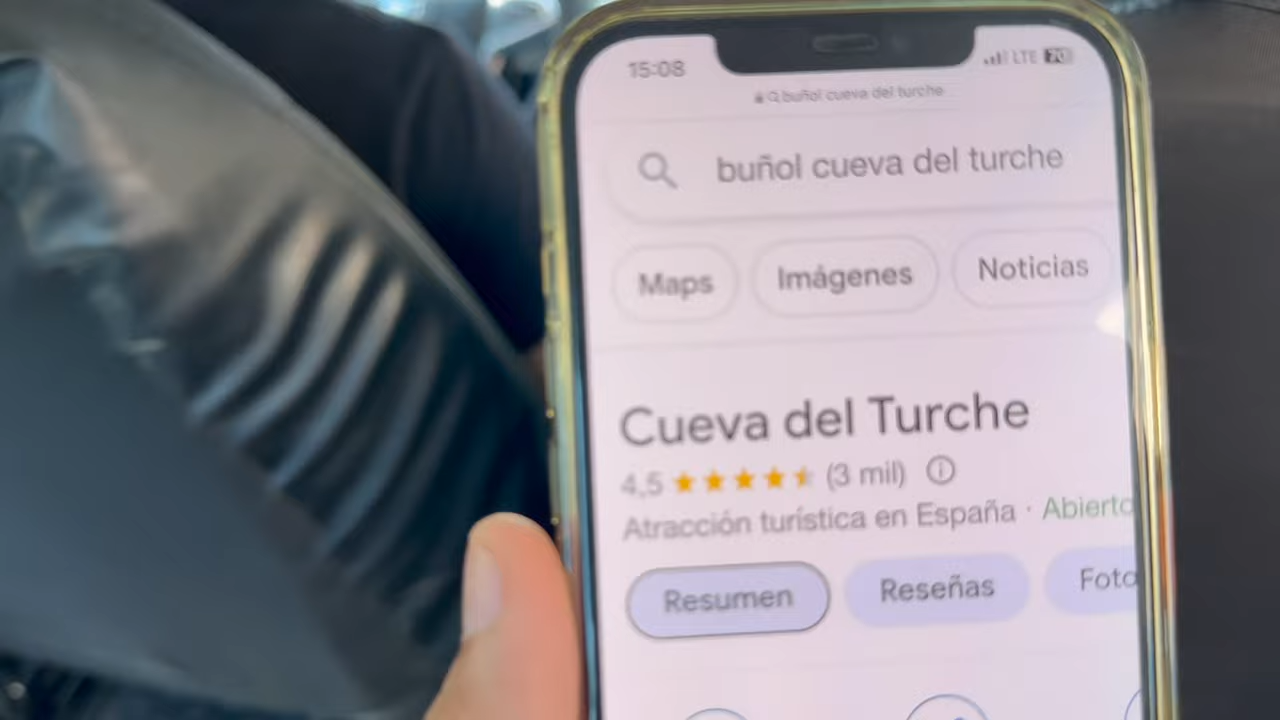 15:08 LTE 70
buñol cueva del turche
buñol cueva del turche
Maps Imágenes Noticias
Cueva del Turche
4,5 (3 mil)
Atracción turística en España · Abierto
Resumen Reseñas Foto